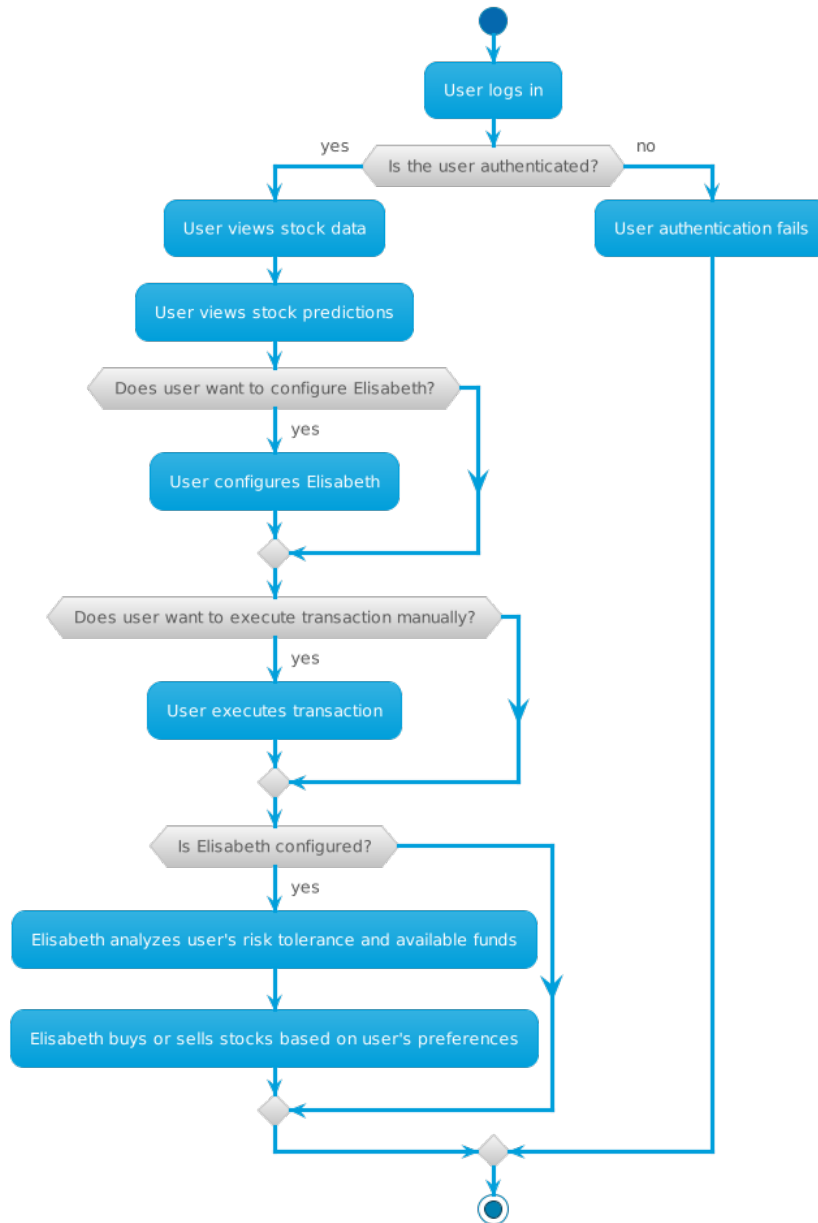 User logs in
yes
Is the user authenticated?
no
User views stock data
User authentication fails
User views stock predictions
Does user want to configure Elisabeth?
yes
User configures Elisabeth
Does user want to execute transaction manually?
yes
User executes transaction
Is Elisabeth configured?
yes
Elisabeth analyzes user's risk tolerance and available funds
Elisabeth buys or sells stocks based on user's preferences